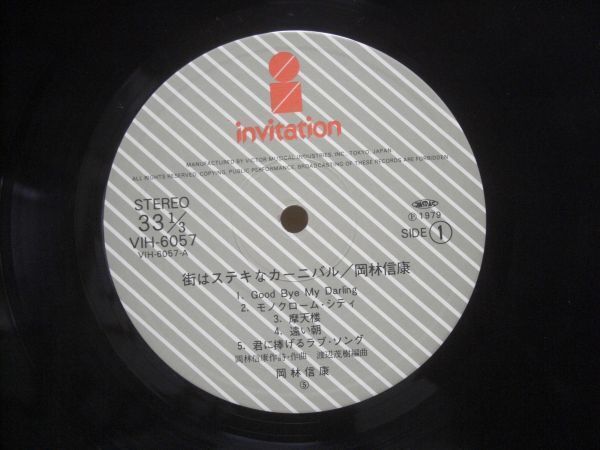 invitation
MANUFACTURED BY VICTOR MUSICAL INDUSTRIES, INC., TOKYO, JAPAN
ALL RIGHTS RESERVED. COPYING, PUBLIC PERFORMANCE, BROADCASTING OF THESE RECORDS ARE FORBIDDEN.
STEREO
33 1/3
VIH-6057
VIH-6057-A
Ⓟ1979
SIDE 1
街はステキなカーニバル/岡林信康
1. Good Bye My Darling
2. モノクローム・シティ
3. 摩天楼
4. 遠い朝
5. 君に捧げるラブ・ソング
岡林信康作詩・作曲 渡辺茂樹編曲
岡林信康
⑤